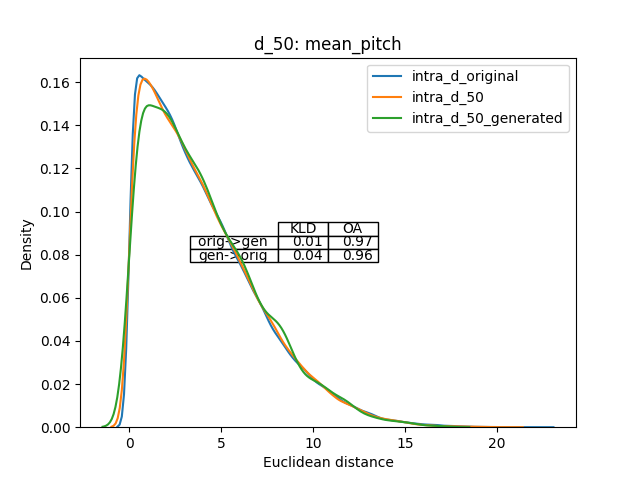 d_50: mean_pitch
0.16
0.14
0.12
0.10
0.08
0.06
0.04
0.02
0.00
Density
intra_d_original
intra_d_50
intra_d_50_generated
KLD OA
orig->gen 0.01 0.97
gen->orig 0.04 0.96
0 5 10 15 20
Euclidean distance